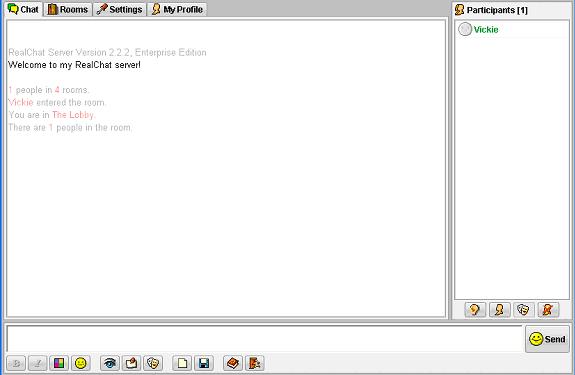 Chat Rooms Settings My Profile Participants [1]
Vickie
RealChat Server Version 2.2.2, Enterprise Edition
Welcome to my RealChat server!
1 people in 4 rooms.
Vickie entered the room.
You are in The Lobby.
There are 1 people in the room.
Send
B I